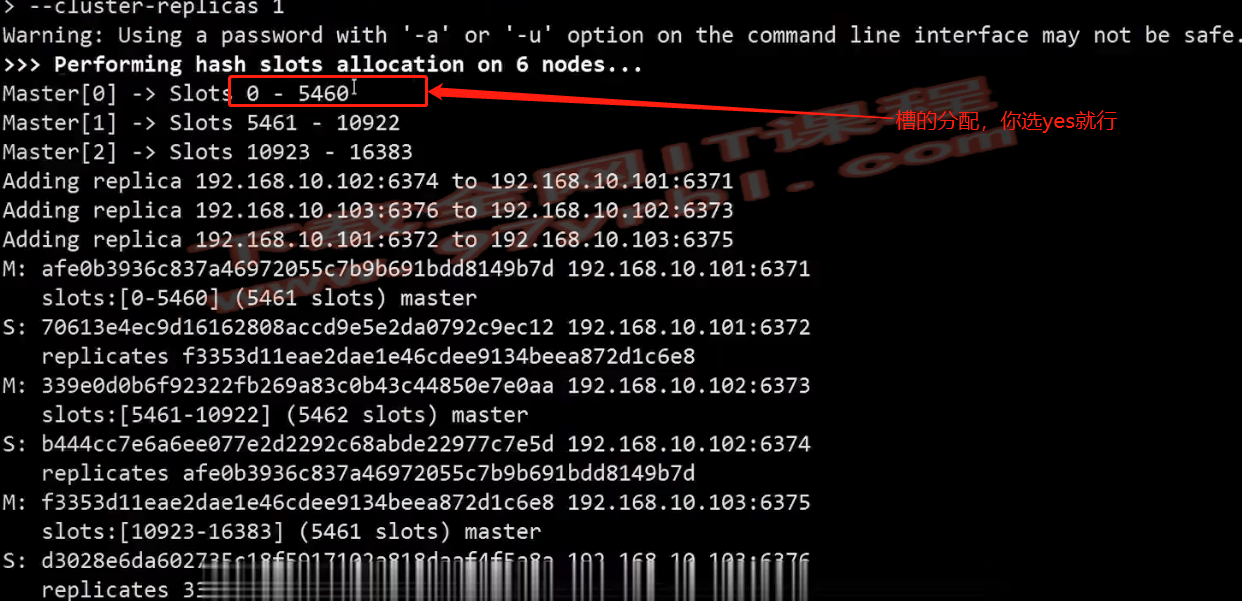 > --cluster-replicas 1
Warning: Using a password with '-a' or '-u' option on the command line interface may not be safe.
>>> Performing hash slots allocation on 6 nodes...
Master[0] -> Slots 0 - 5460
槽的分配，你选yes就行
Master[1] -> Slots 5461 - 10922
Master[2] -> Slots 10923 - 16383
Adding replica 192.168.10.102:6374 to 192.168.10.101:6371
Adding replica 192.168.10.103:6376 to 192.168.10.102:6373
Adding replica 192.168.10.101:6372 to 192.168.10.103:6375
M: afe0b3936c837a46972055c7b9b691bdd8149b7d 192.168.10.101:6371
slots:[0-5460] (5461 slots) master
S: 70613e4ec9d16162808accd9e5e2da0792c9ec12 192.168.10.101:6372
replicates f3353d11eae2dae1e46cdee9134beea872d1c6e8
M: 339e0d0b6f92322fb269a83c0b43c44850e7e0aa 192.168.10.102:6373
slots:[5461-10922] (5462 slots) master
S: b444cc7e6a6ee077e2d2292c68abde22977c7e5d 192.168.10.102:6374
replicates afe0b3936c837a46972055c7b9b691bdd8149b7d
M: f3353d11eae2dae1e46cdee9134beea872d1c6e8 192.168.10.103:6375
slots:[10923-16383] (5461 slots) master
S: 192.168.10.103:6376
replicates